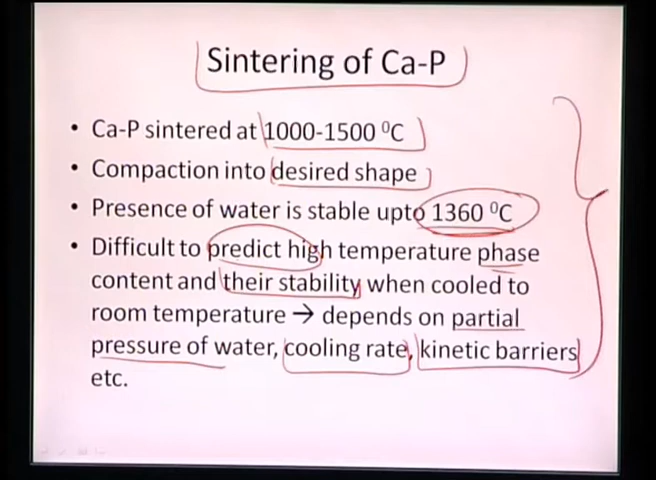 Sintering of Ca-P
• Ca-P sintered at 1000-1500 ⁰C
• Compaction into desired shape
• Presence of water is stable upto 1360 ⁰C
• Difficult to predict high temperature phase
content and their stability when cooled to
room temperature → depends on partial
pressure of water, cooling rate, kinetic barriers
etc.